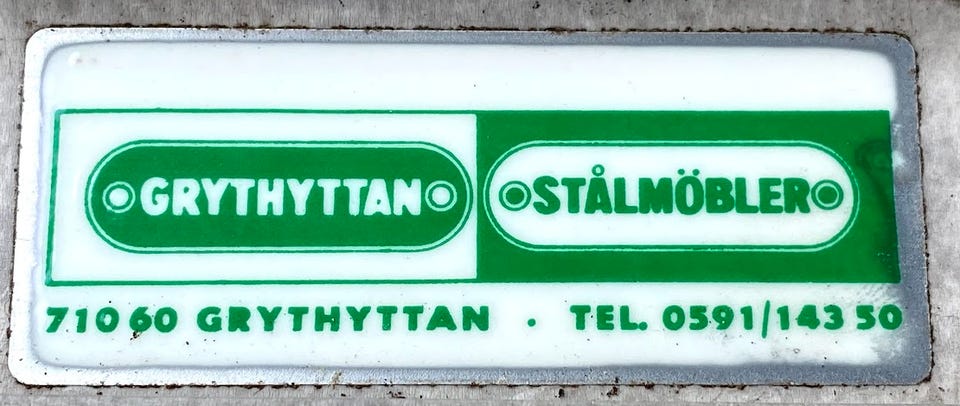 GRYTHYTTAN STÅLMÖBLER
710 60 GRYTHYTTAN · TEL. 0591/143 50